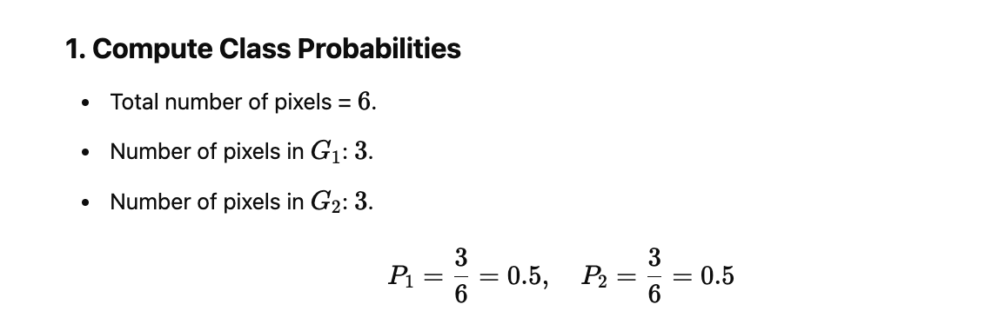 1. Compute Class Probabilities
• Total number of pixels = 6.
• Number of pixels in G₁: 3.
• Number of pixels in G₂: 3.
P₁ = 3/6 = 0.5, P₂ = 3/6 = 0.5